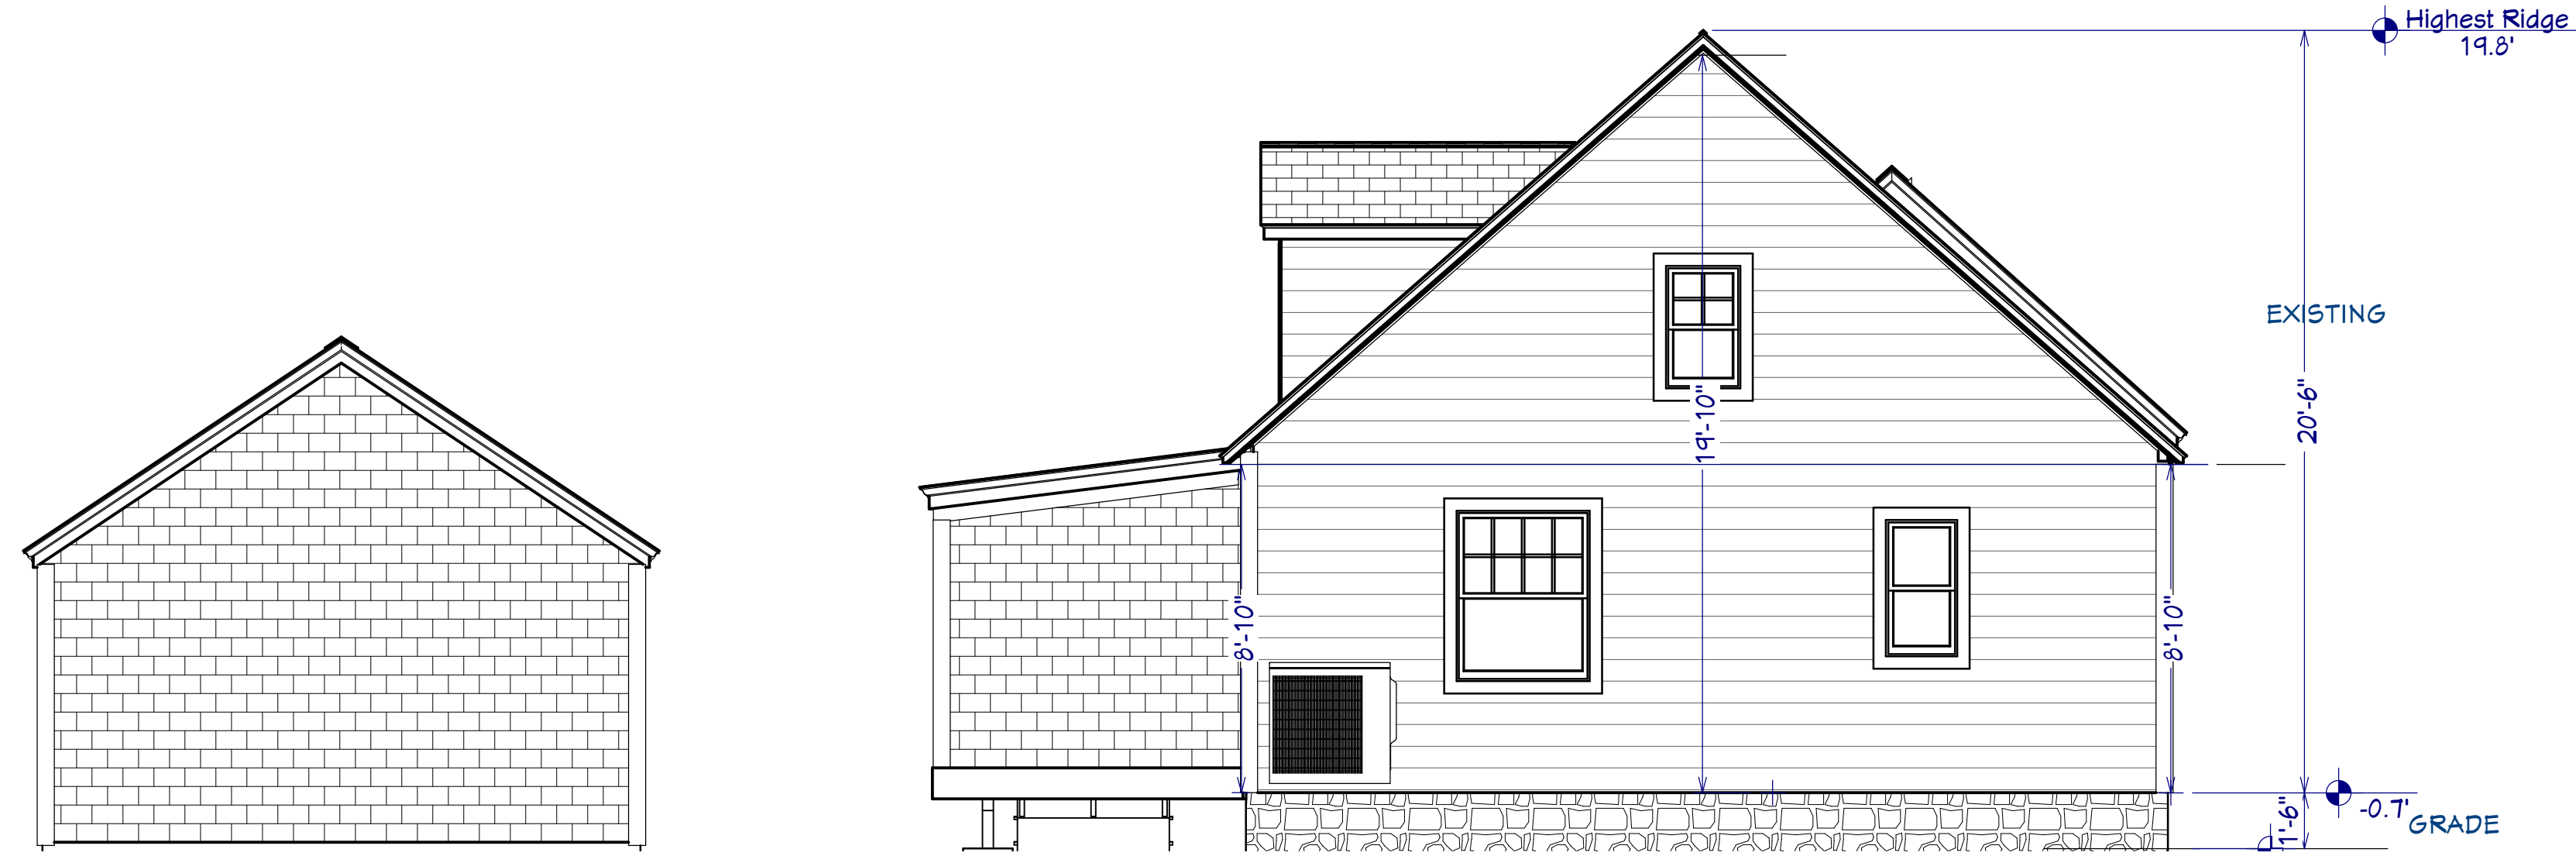 Highest Ridge
19.8'
EXISTING
20'-6"
19'-10"
8'-10"
8'-10"
-0.7'
GRADE
1'-6"